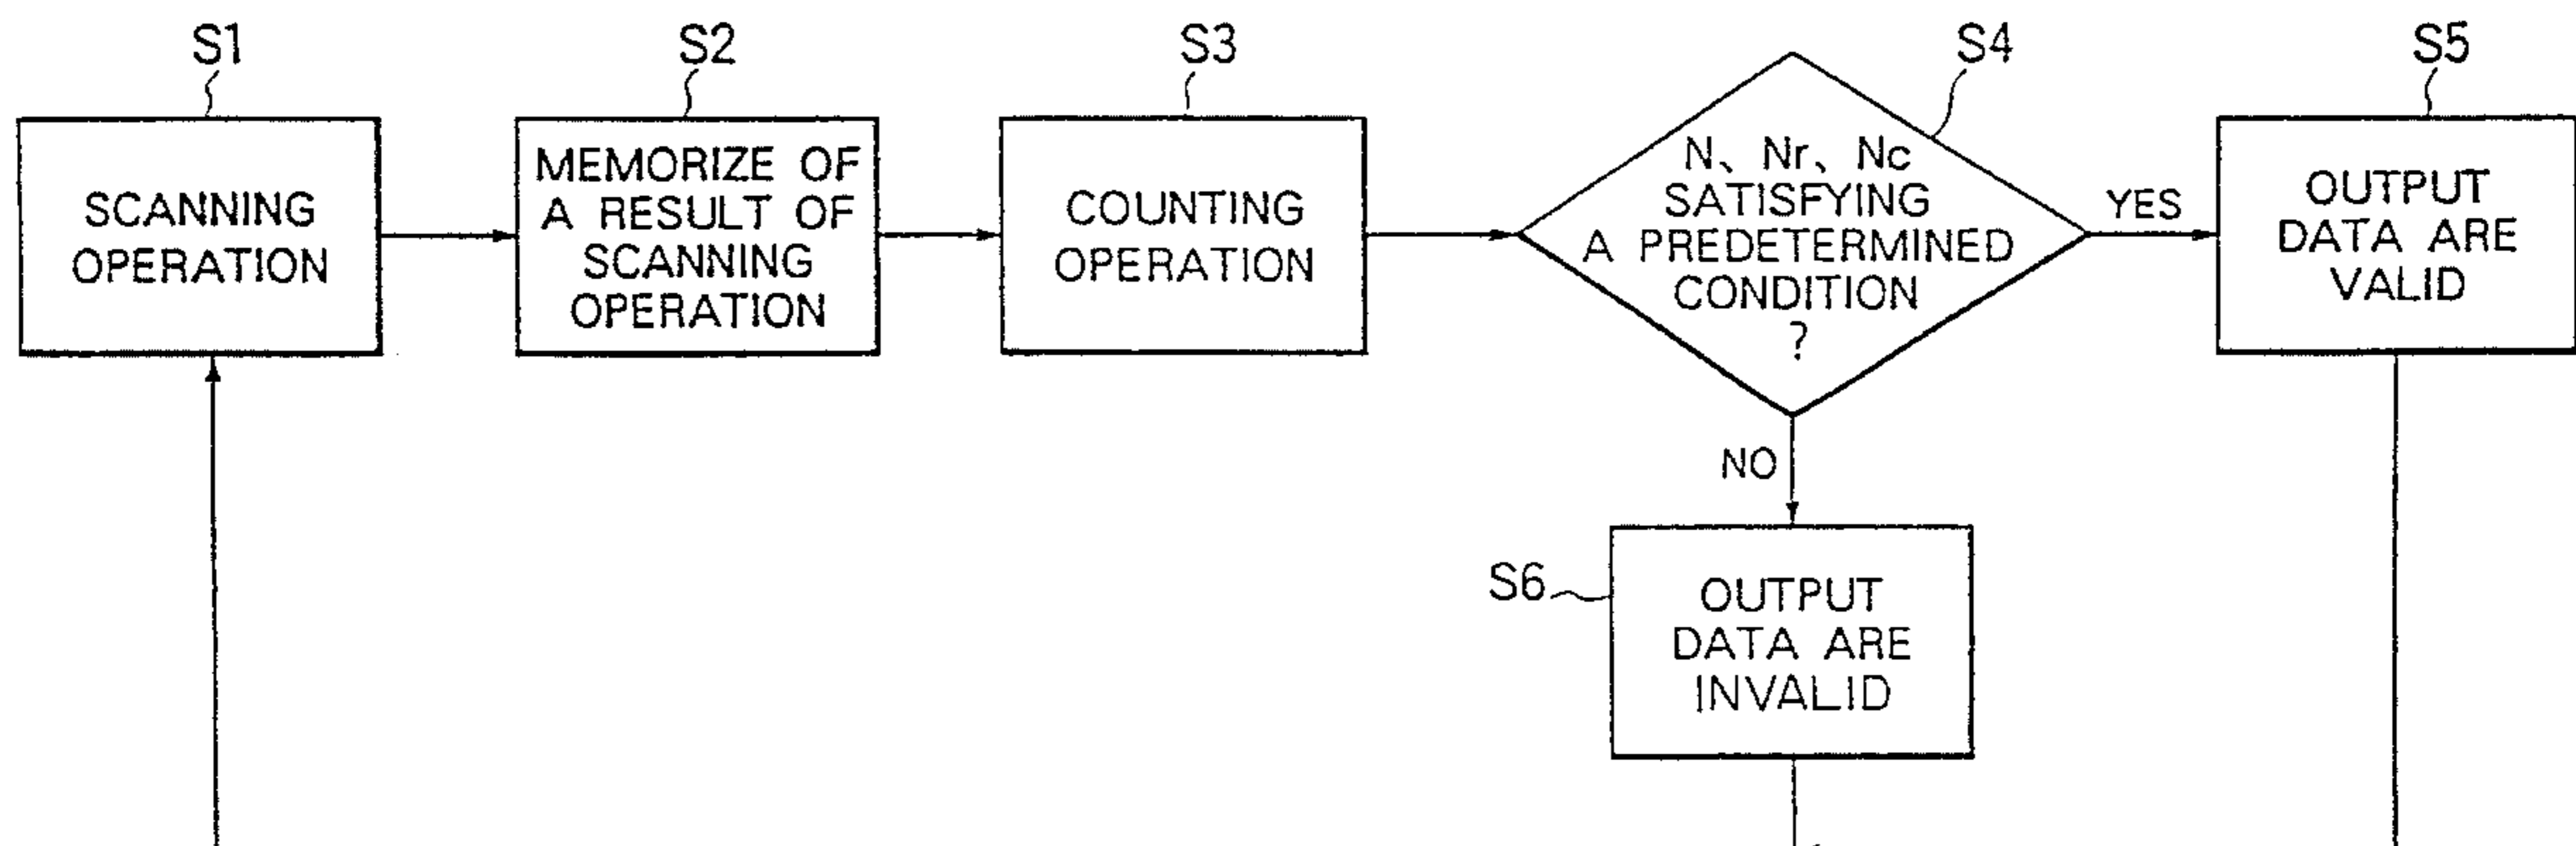 S1
SCANNING
OPERATION
S2
MEMORIZE OF
A RESULT OF
SCANNING
OPERATION
S3
COUNTING
OPERATION
S4
N、Nr、Nc
SATISFYING
A PREDETERMINED
CONDITION
?
YES
S5
OUTPUT
DATA ARE
VALID
NO
S6
OUTPUT
DATA ARE
INVALID